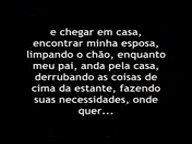 e chegar em casa,
encontrar minha esposa,
limpando o chão, enquanto
meu pai, anda pela casa,
derrubando as coisas de
cima da estante, fazendo
suas necessidades, onde
quer...